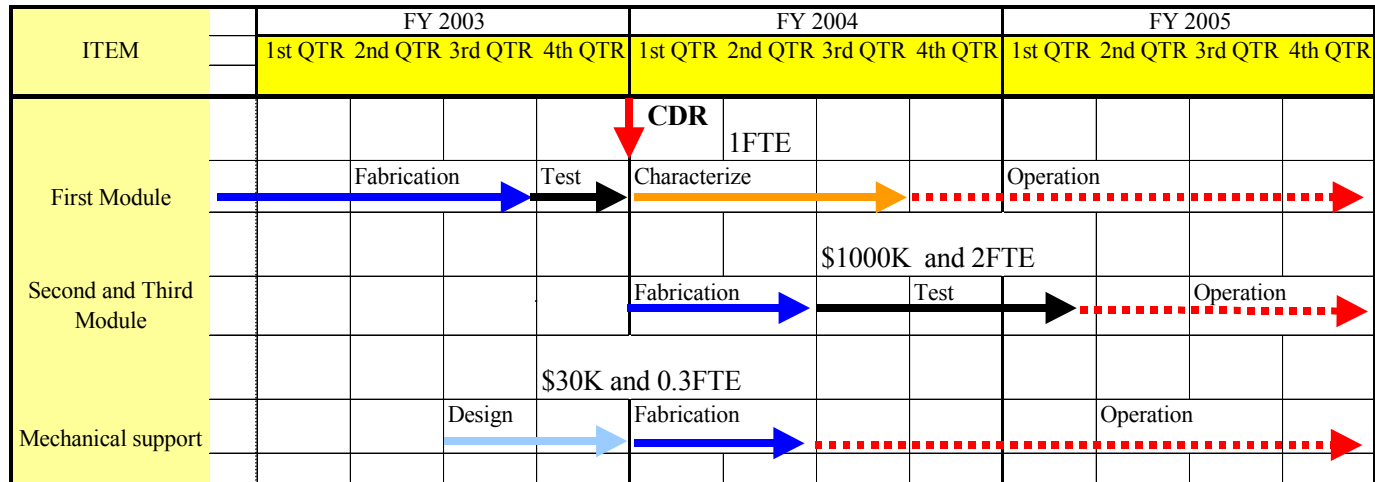 FY 2003 FY 2004 FY 2005
ITEM 1st QTR 2nd QTR 3rd QTR 4th QTR 1st QTR 2nd QTR 3rd QTR 4th QTR 1st QTR 2nd QTR 3rd QTR 4th QTR
CDR
1FTE
First Module Fabrication Test Characterize Operation
$1000K and 2FTE
Second and Third
Module
Fabrication Test Operation
$30K and 0.3FTE
Mechanical support Design Fabrication Operation